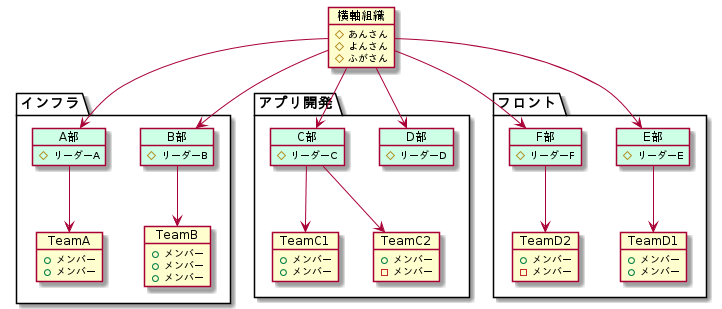 横軸組織
あんさん
よんさん
ふがさん
インフラ
アプリ開発
フロント
A部
リーダーA
B部
リーダーB
C部
リーダーC
D部
リーダーD
F部
リーダーF
E部
リーダーE
TeamA
メンバー
メンバー
TeamB
メンバー
メンバー
メンバー
TeamC1
メンバー
メンバー
TeamC2
メンバー
メンバー
TeamD2
メンバー
メンバー
TeamD1
メンバー
メンバー